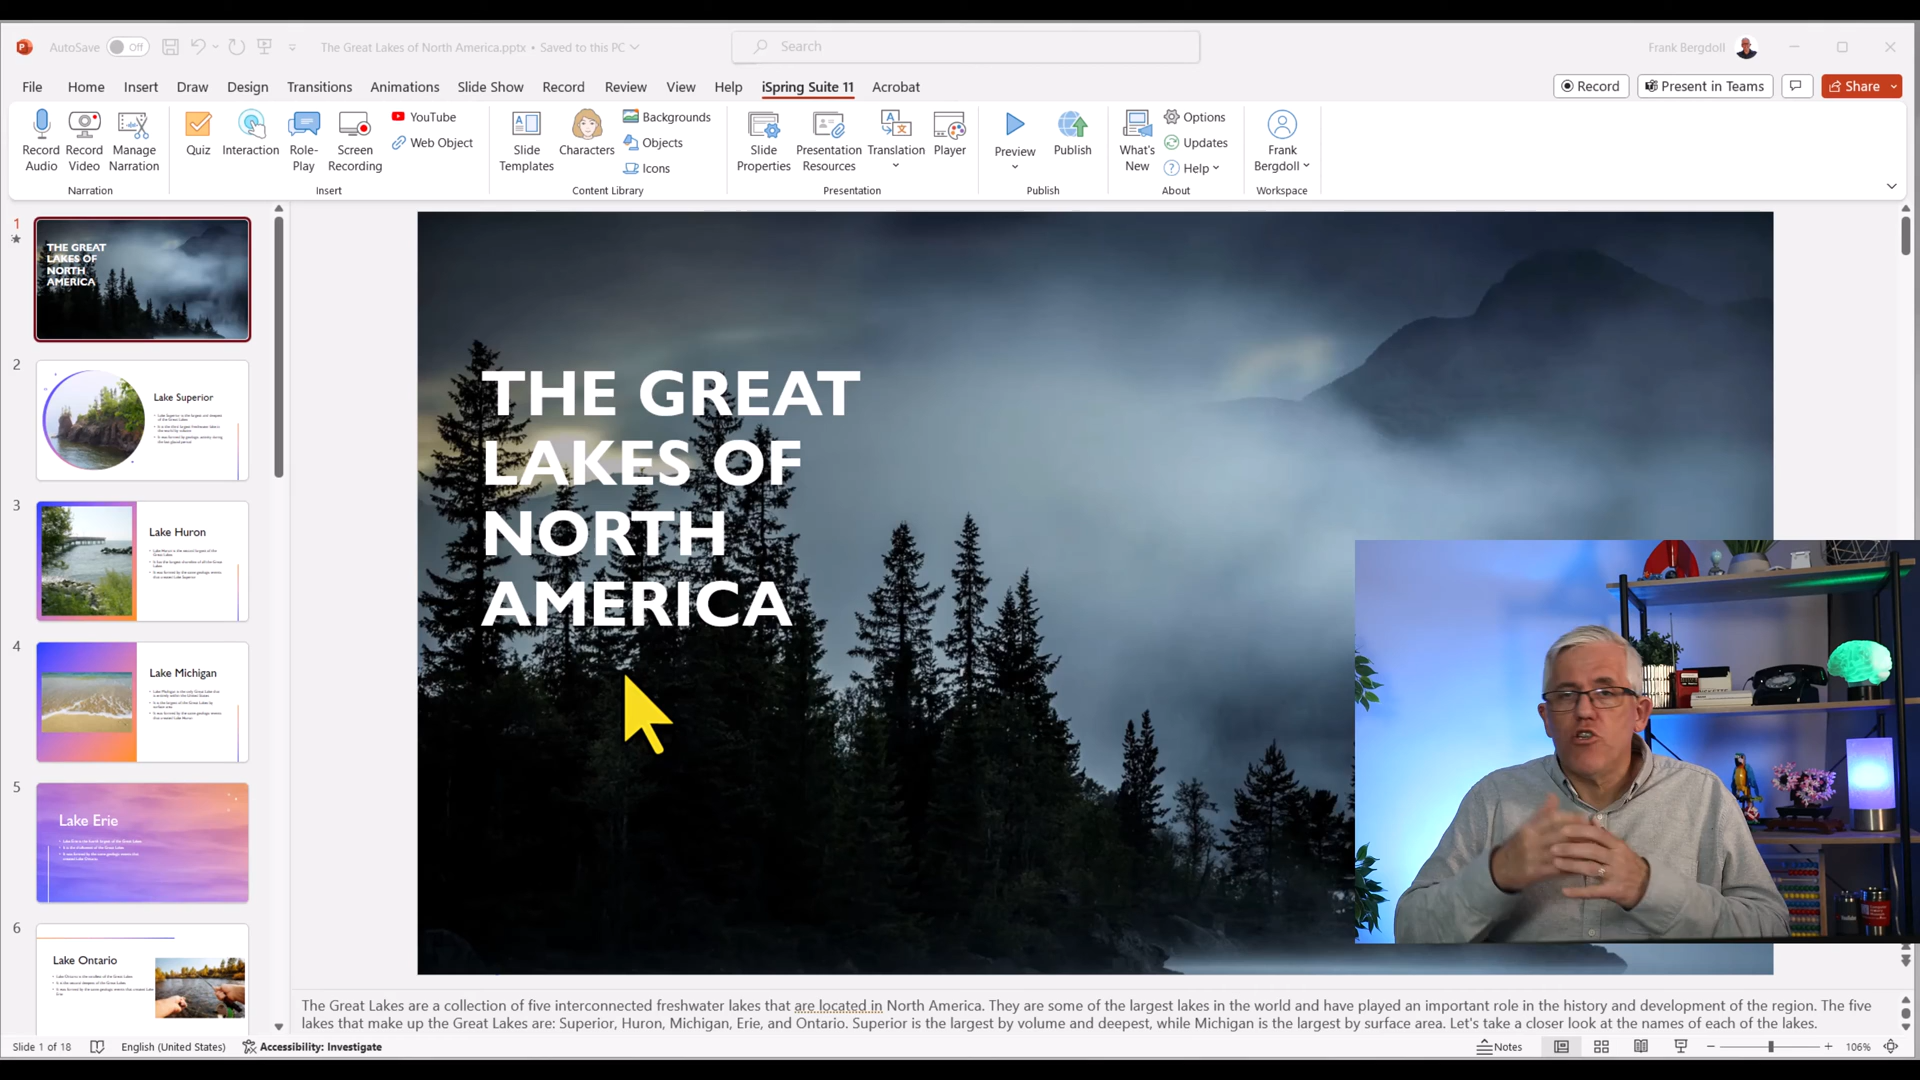 AutoSave Off The Great Lakes of North America.pptx • Saved to this PC Search Frank Bergdoll
File Home Insert Draw Design Transitions Animations Slide Show Record Review View Help iSpring Suite 11 Acrobat Record Present in Teams Share
Record Audio
Record Video
Manage Narration
Narration
Quiz
Interaction
Role-Play
Screen Recording
YouTube
Web Object
Insert
Slide Templates
Characters
Backgrounds
Objects
Icons
Content Library
Slide Properties
Presentation Resources
Translation
Player
Presentation
Preview
Publish
Publish
What's New
Options
Updates
Help
About
Frank Bergdoll
Workspace
1
THE GREAT
LAKES OF
NORTH
AMERICA
2
Lake Superior
3
Lake Huron
4
Lake Michigan
5
Lake Erie
6
Lake Ontario
THE GREAT
LAKES OF
NORTH
AMERICA
The Great Lakes are a collection of five interconnected freshwater lakes that are located in North America. They are some of the largest lakes in the world and have played an important role in the history and development of the region. The five
lakes that make up the Great Lakes are: Superior, Huron, Michigan, Erie, and Ontario. Superior is the largest by volume and deepest, while Michigan is the largest by surface area. Let's take a closer look at the names of each of the lakes.
Slide 1 of 18 English (United States) Accessibility: Investigate Notes 106%